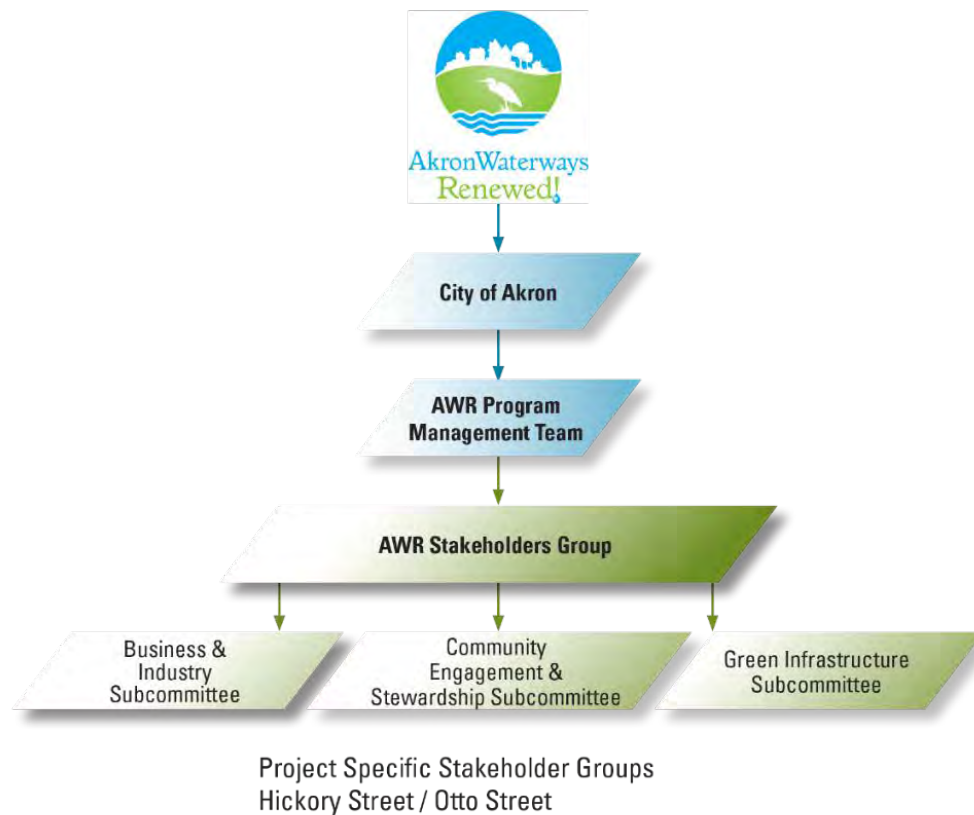 AkronWaterways
Renewed!
City of Akron
AWR Program
Management Team
AWR Stakeholders Group
Business &
Industry
Subcommittee
Community
Engagement &
Stewardship Subcommittee
Green Infrastructure
Subcommittee
Project Specific Stakeholder Groups
Hickory Street / Otto Street